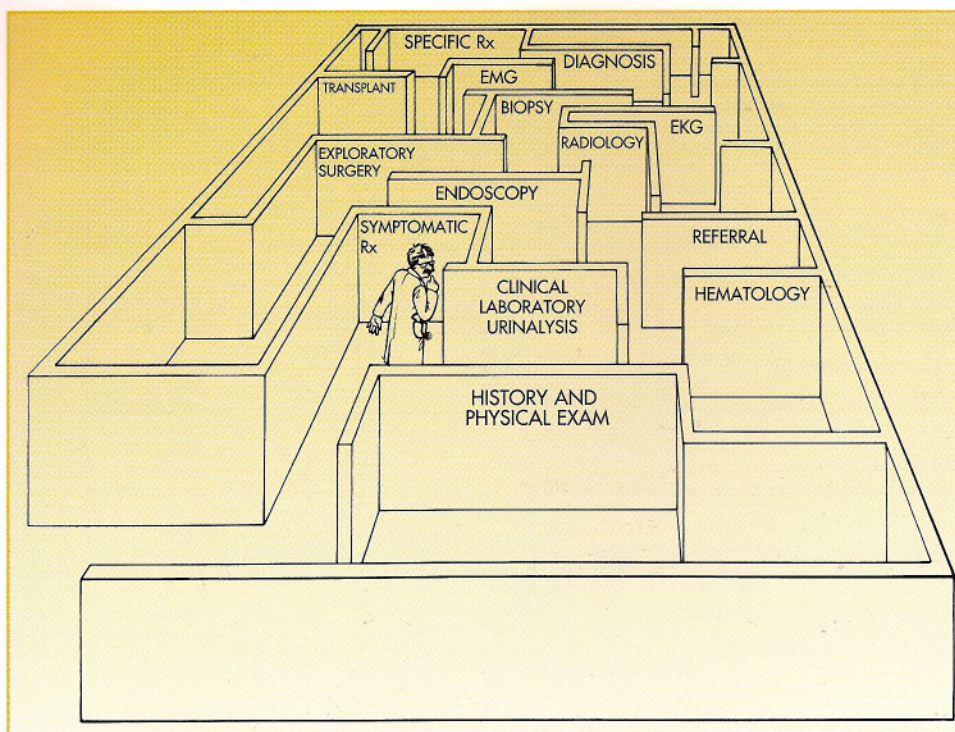 SPECIFIC Rx
DIAGNOSIS
TRANSPLANT
EMG
BIOPSY
EKG
EXPLORATORY
SURGERY
RADIOLOGY
ENDOSCOPY
SYMPTOMATIC
Rx
REFERRAL
CLINICAL
LABORATORY
URINALYSIS
HEMATOLOGY
HISTORY AND
PHYSICAL EXAM